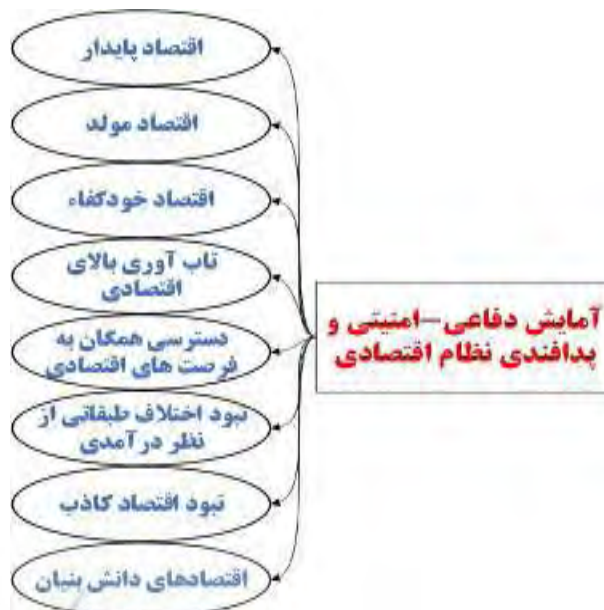 اقتصاد پایدار
اقتصاد مولد
اقتصاد خودکفاء
تاب آوری بالای
اقتصادی
دسترسی همگان به
فرصت های اقتصادی
نبود اختلاف طبقاتی از
نظر درآمدی
نبود اقتصاد کاذب
اقتصادهای دانش بنیان
آمایش دفاعی-امنیتی و
پدافندی نظام اقتصادی